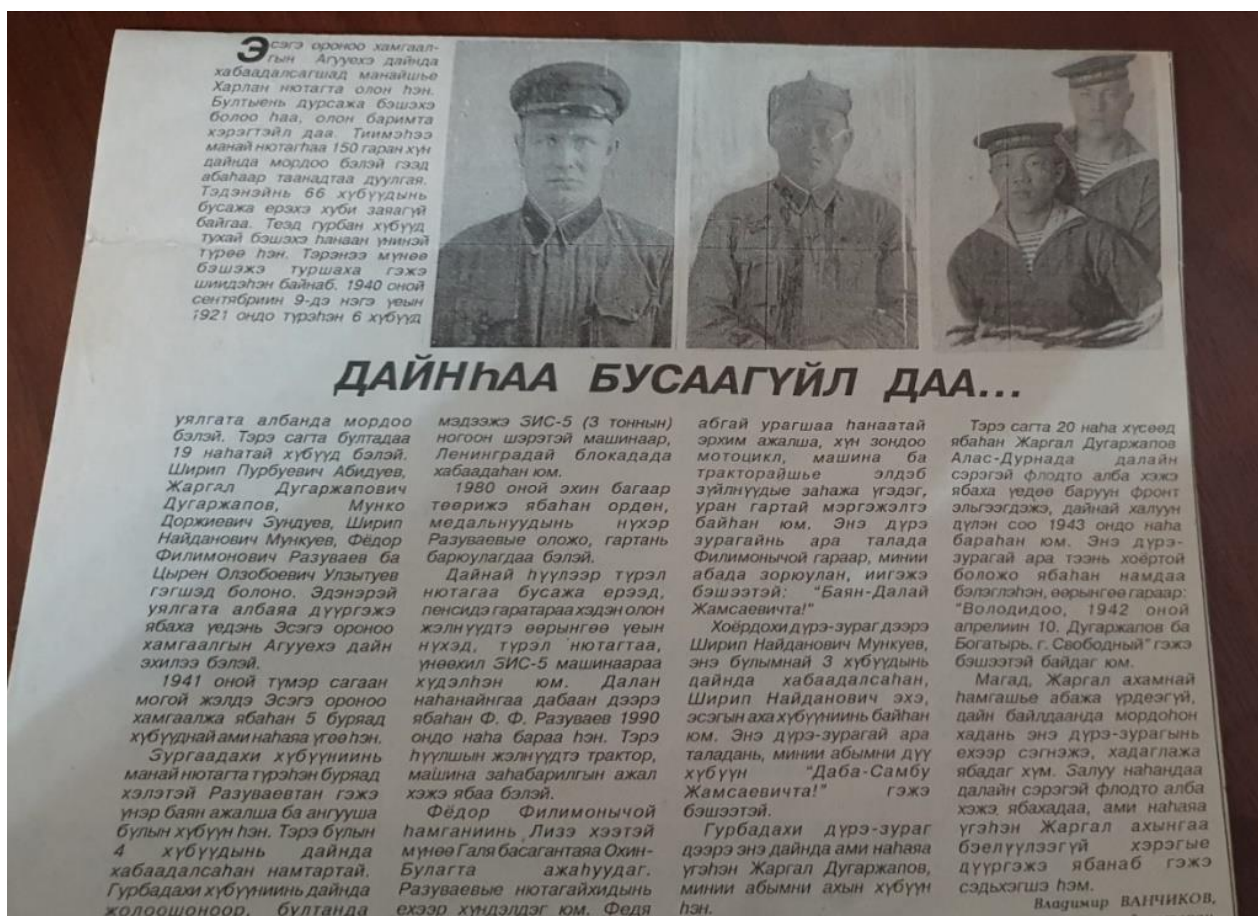 Эсэгэ ороноо хамгаал-
гын Агууехэ дайнда
хабаадалсагшад манайшье
Харлан нютагта олон һэн.
Бултыень дурсажа бэшэхэ
болоо һаа, олон баримта
хэрэгтэйл даа. Тиимэһээ
манай нютагһаа 150 гаран хүн
дайнда мордоо бэлэй гээд
абаһаар таанадтаа дуулгая.
Тэдэнэйнь 66 хүбүүдынь
бусажа ерэхэ хуби заяагүй
байгаа. Теэд гурбан хүбүүд
тухай бэшэхэ һанаан үнинэй
түрөө һэн. Тэрэнээ мүнөө
бэшэжэ туршаха гэжэ
шиидэһэн байнаб. 1940 оной
сентябриин 9-дэ нэгэ үеын
1921 ондо түрэһэн 6 хүбүүд
ДАЙНҺАА БУСААГҮЙЛ ДАА...
уялгата албанда мордоо
бэлэй. Тэрэ сагта булtadaа
19 наһатай хүбүүд бэлэй.
Ширип Пурбуевич Абидуев,
Жаргал Дугаржапович
Дугаржапов, Мунко
Доржиевич Зундуев, Ширип
Найданович Мункуев, Фёдор
Филимонович Разуваев ба
Цырен Олзобоевич Улзытуев
гэгшэд болоно. Эдэнэрэй
уялгата албаяа дүүргэжэ
ябаха үедэнь Эсэгэ ороноо
хамгаалгын Агууехэ дайн
эхилээ бэлэй.
1941 оной түмэр сагаан
могой жэлдэ Эсэгэ ороноо
хамгаалжа ябаһан 5 буряад
хүбүүднай ами наһаяа үгөө һэн.
Зургаадахи хүбүүниинь
манай нютагта түрэһэн буряад
хэлэтэй Разуваевтан гэжэ
үнэр баян ажалша ба ангууша
булын хүбүүн һэн. Тэрэ булын
4 хүбүүдынь дайнда
хабаадалсаһан намтартай.
Гурбадахи хүбүүниинь дайнда
жолоошоноор, бултанда
мэдээжэ ЗИС-5 (3 тоннын)
ногоон шэрэтэй машинаар,
Ленинградай блокадада
хабаадаһан юм.
1980 оной эхин багаар
төөрижэ ябаһан орден,
медальнуудынь нүхэр
Разуваевые оложо, гартань
барюулагдаа бэлэй.
Дайнай һүүлээр түрэл
нютагаа бусажа ерээд,
пенсидэ гаратараа хэдэн олон
жэлнүүдтэ өөрынгөө үеын
нүхэд, түрэл нютагтаа,
үнөөхил ЗИС-5 машинаараа
хүдэлһэн юм. Далан
наһанайнгаа дабаан дээрэ
ябаһан Ф. Ф. Разуваев 1990
ондо наһа бараа һэн. Тэрэ
һүүлшын жэлнүүдтэ трактор,
машина заһабарилгын ажал
хэжэ ябаа бэлэй.
Фёдор Филимонычой
һамганиинь Лизэ хээтэй
мүнөө Галя басагантаяа Охин-
Булагта ажаһуудаг.
Разуваевые нютагайхидынь
ехээр хүндэлдэг юм. Федя
абгай урагшаа һанаатай
эрхим ажалша, хүн зондоо
мотоцикл, машина ба
тракторайшье элдэб
зүйлнүүдые заһажа үгэдэг,
уран гартай мэргэжэлтэ
байһан юм. Энэ дүрэ
зурагайнь ара талада
Филимонычой гараар, минии
абада зорюулан, иигэжэ
бэшээтэй: "Баян-Далай
Жамсаевичта!"
Хоёрдохи дүрэ-зураг дээрэ
Ширип Найданович Мункуев,
энэ булымнай 3 хүбүүдынь
дайнда хабаадалсаһан,
Ширип Найданович эхэ,
эсэгын аха хүбүүниинь байһан
юм. Энэ дүрэ-зурагай ара
таладань, минии абымни дүү
хүбүүн "Даба-Самбу
Жамсаевичта!" гэжэ
бэшээтэй.
Гурбадахи дүрэ-зураг
дээрэ энэ дайнда ами наһаяа
үгэһэн Жаргал Дугаржапов,
минии абымни ахын хүбүүн
һэн.
Тэрэ сагта 20 наһа хүсөөд
ябаһан Жаргал Дугаржапов
Алас-Дурнада далайн
сэрэгэй флодто алба хэжэ
ябаха үедөө баруун фронт
эльгээгдэжэ, дайнай халуун
дүлэн соо 1943 ондо наһа
бараһан юм. Энэ дүрэ-
зурагай ара тээнь хоёртой
боложо ябаһан намдаа
бэлэглэһэн, өөрынгөө гараар:
"Володидоо, 1942 оной
апрелиин 10. Дугаржапов ба
Богатырь. г. Свободный" гэжэ
бэшээтэй байдаг юм.
Магад, Жаргал ахамнай
һамгашье абажа үрдеэгүй,
дайн байлдаанда мордоһон
хадань энэ дүрэ-зурагынь
ехээр сэгнэжэ, хадаглажа
ябадаг хүм. Залуу наһандаа
далайн сэрэгэй флодто алба
хэжэ ябахадаа, ами наһаяа
үгэһэн Жаргал ахынгаа
бэелүүлээгүй хэрэгые
дүүргэжэ ябанаб гэжэ
сэдьхэгшэ һэм.
Владимир ВАНЧИКОВ,